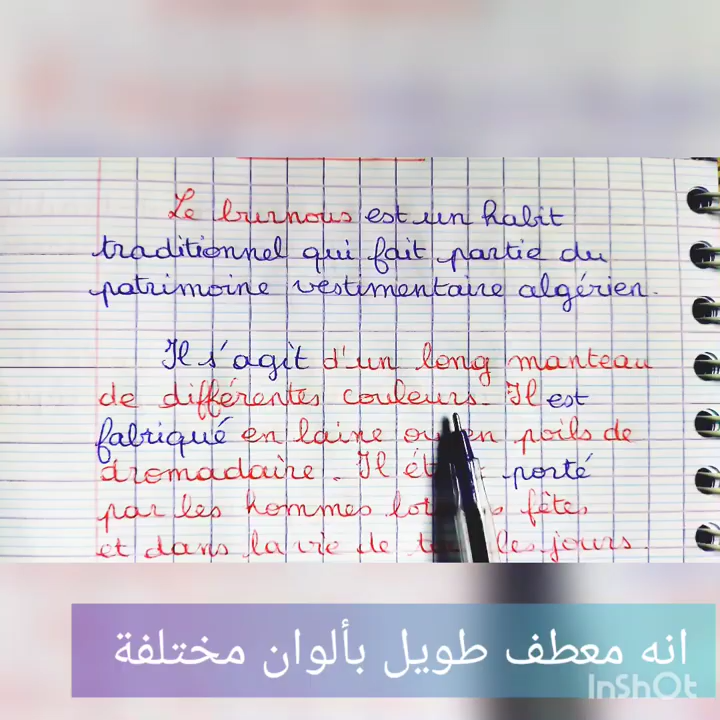 Le burnous est un habit
traditionnel qui fait partie du
patrimoine vestimentaire algérien.
Il s'agit d'un long manteau
de différentes couleurs. Il est
fabriqué en laine ou en poils de
dromadaire. Il porté
par les hommes fêtes
et dans la vie de les jours.
انه معطف طويل بألوان مختلفة
InShOt